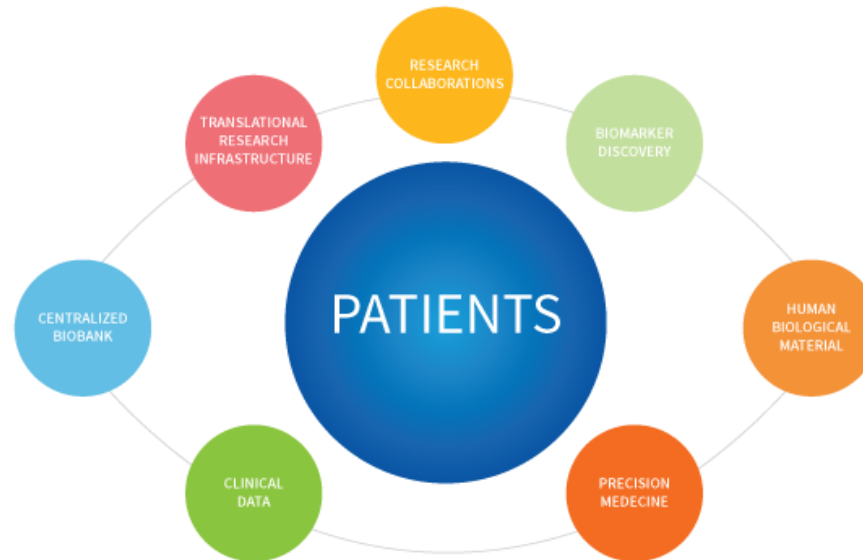 RESEARCH
COLLABORATIONS
TRANSLATIONAL
RESEARCH
INFRASTRUCTURE
BIOMARKER
DISCOVERY
PATIENTS
CENTRALIZED
BIOBANK
HUMAN
BIOLOGICAL
MATERIAL
CLINICAL
DATA
PRECISION
MEDECINE